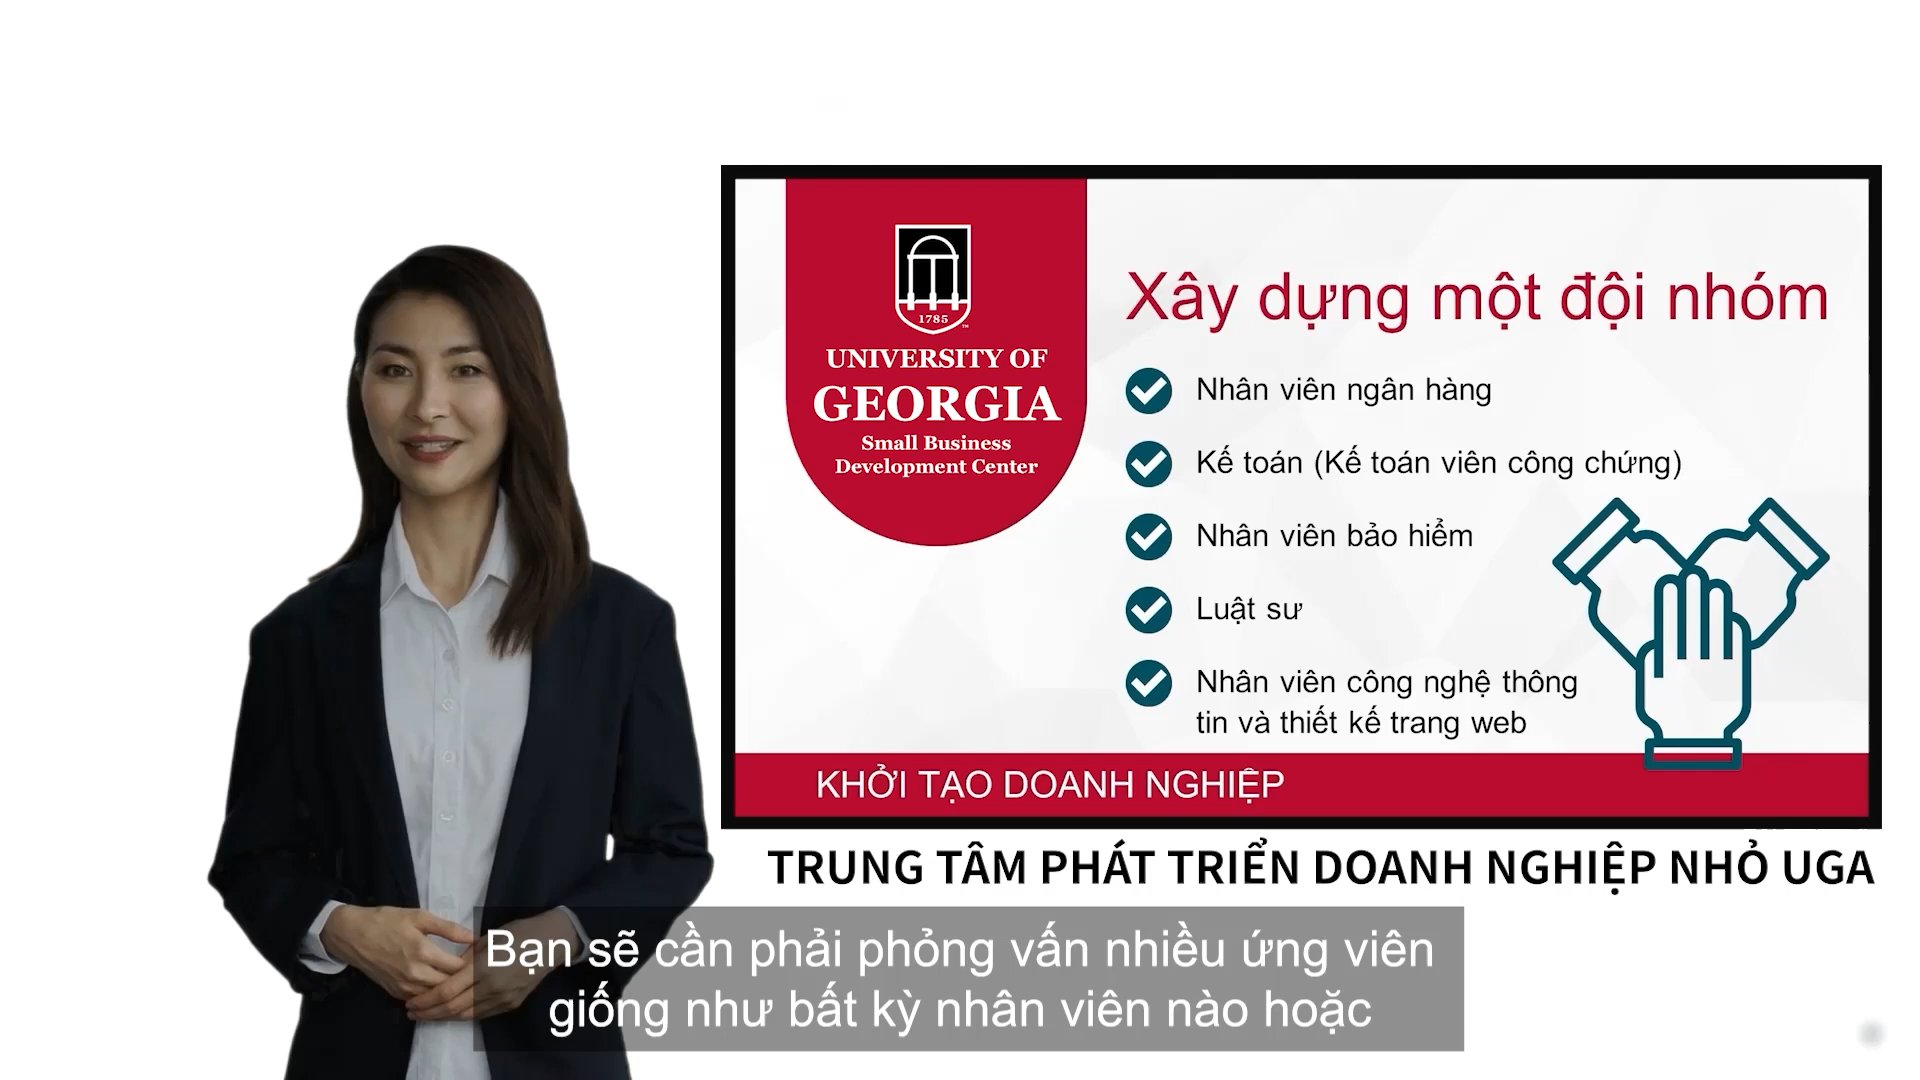 1785
UNIVERSITY OF
GEORGIA
Small Business
Development Center
Xây dựng một đội nhóm
Nhân viên ngân hàng
Kế toán (Kế toán viên công chứng)
Nhân viên bảo hiểm
Luật sư
Nhân viên công nghệ thông
tin và thiết kế trang web
KHỞI TẠO DOANH NGHIỆP
TRUNG TÂM PHÁT TRIỂN DOANH NGHIỆP NHỎ UGA
Bạn sẽ cần phải phỏng vấn nhiều ứng viên
giống như bất kỳ nhân viên nào hoặc